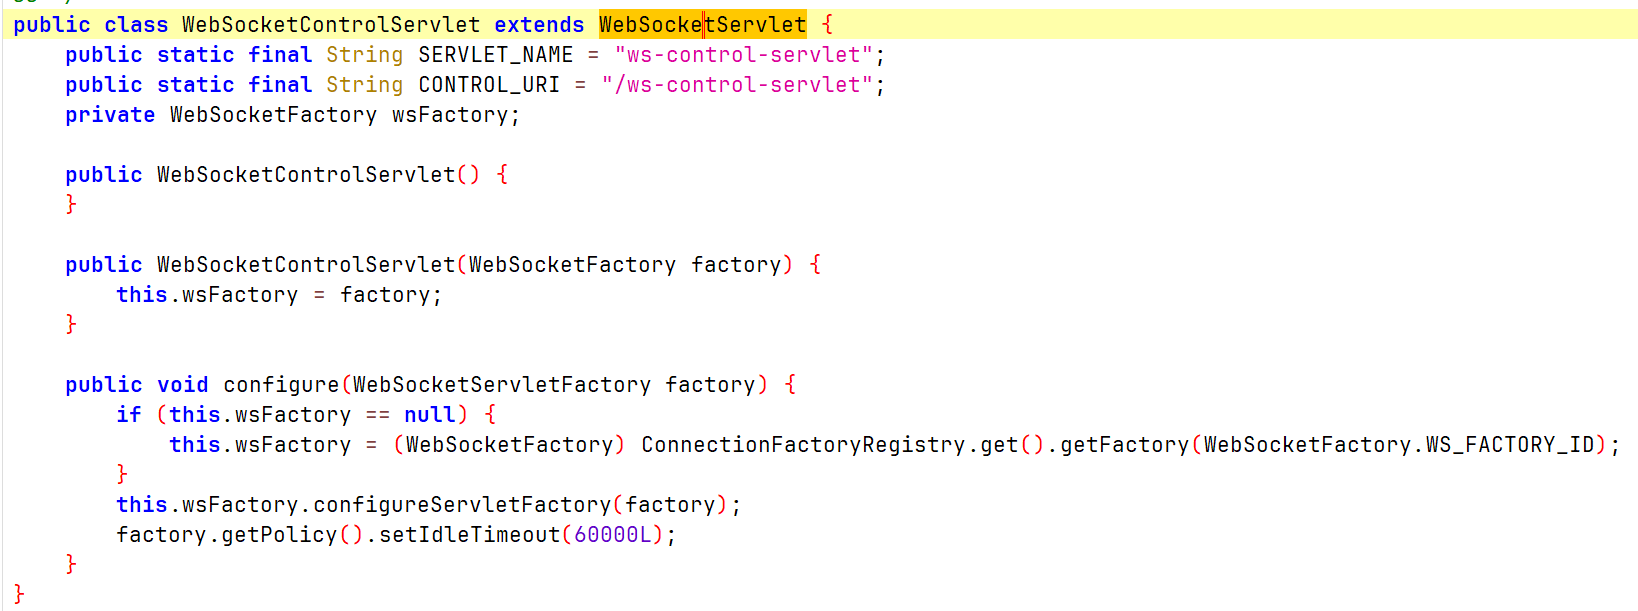 public class WebSocketControlServlet extends WebSocketServlet {
public static final String SERVLET_NAME = "ws-control-servlet";
public static final String CONTROL_URI = "/ws-control-servlet";
private WebSocketFactory wsFactory;
public WebSocketControlServlet() {
}
public WebSocketControlServlet(WebSocketFactory factory) {
this.wsFactory = factory;
}
public void configure(WebSocketServletFactory factory) {
if (this.wsFactory == null) {
this.wsFactory = (WebSocketFactory) ConnectionFactoryRegistry.get().getFactory(WebSocketFactory.WS_FACTORY_ID);
}
this.wsFactory.configureServletFactory(factory);
factory.getPolicy().setIdleTimeout(60000L);
}
}